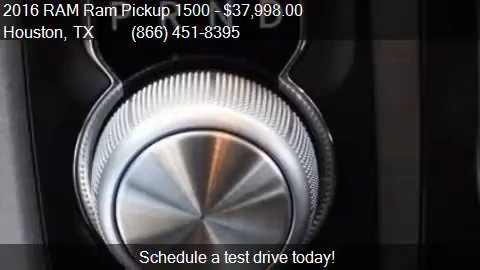 2016 RAM Ram Pickup 1500 - $37,998.00
Houston, TX (866) 451-8395
P R N D
Schedule a test drive today!